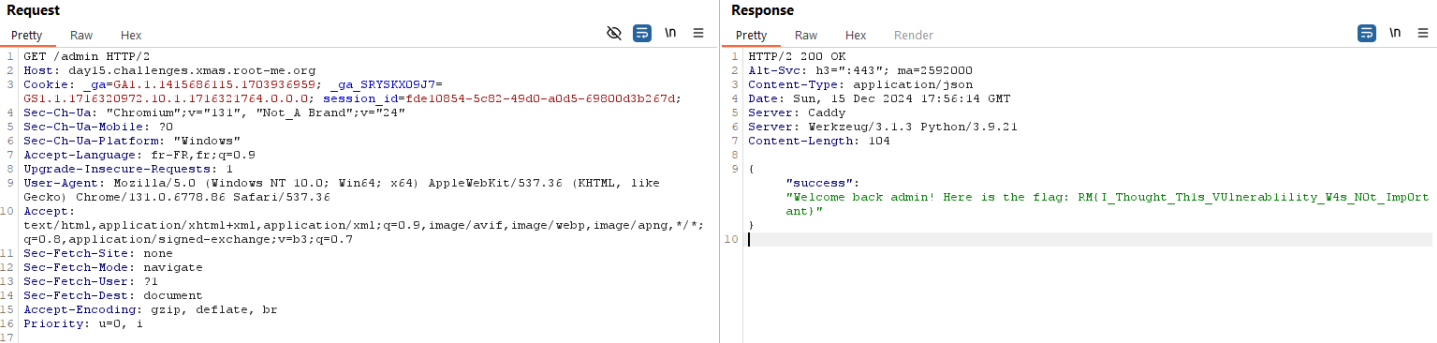 Request
Pretty Raw Hex
\n
1 GET /admin HTTP/2
2 Host: day15.challenges.xmas.root-me.org
3 Cookie: _ga=GA1.1.1415686115.1703936959; _ga_SRYSKX09J7=
GS1.1.1716320972.10.1.1716321764.0.0.0; session_id=fde10854-5c82-49d0-a0d5-69800d3b267d;
4 Sec-Ch-Ua: "Chromium";v="131", "Not_A Brand";v="24"
5 Sec-Ch-Ua-Mobile: ?0
6 Sec-Ch-Ua-Platform: "Windows"
7 Accept-Language: fr-FR,fr;q=0.9
8 Upgrade-Insecure-Requests: 1
9 User-Agent: Mozilla/5.0 (Windows NT 10.0; Win64; x64) AppleWebKit/537.36 (KHTML, like
Gecko) Chrome/131.0.6778.86 Safari/537.36
10 Accept:
text/html,application/xhtml+xml,application/xml;q=0.9,image/avif,image/webp,image/apng,*/*;
q=0.8,application/signed-exchange;v=b3;q=0.7
11 Sec-Fetch-Site: none
12 Sec-Fetch-Mode: navigate
13 Sec-Fetch-User: ?1
14 Sec-Fetch-Dest: document
15 Accept-Encoding: gzip, deflate, br
16 Priority: u=0, i
17
Response
Pretty Raw Hex Render
\n
1 HTTP/2 200 OK
2 Alt-Svc: h3=":443"; ma=2592000
3 Content-Type: application/json
4 Date: Sun, 15 Dec 2024 17:56:14 GMT
5 Server: Caddy
6 Server: Werkzeug/3.1.3 Python/3.9.21
7 Content-Length: 104
8
9 {
"success":
"Welcome back admin! Here is the flag: RM{I_Thought_Th1s_VUlnerab1ility_W4s_N0t_Imp0rt
ant}"
}
10